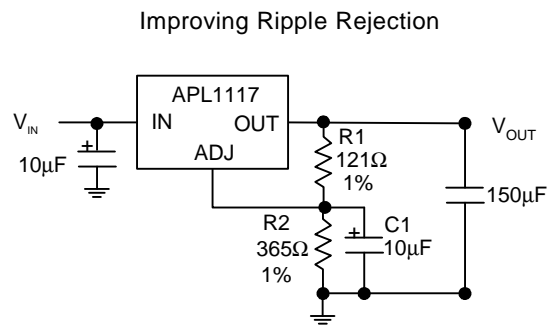 Improving Ripple Rejection
APL1117
V_IN
IN
OUT
V_OUT
ADJ
10μF
+
R1
121Ω
1%
150μF
R2
365Ω
1%
C1
+
10μF